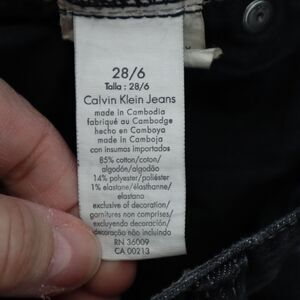 28/6
Talla : 28/6
Calvin Klein Jeans
made in Cambodia
fabriqué au Cambodge
hecho en Camboya
made in Camboja
con insumos importados
85% cotton/coton/
algodón/algodão
14% polyester/poliéster
1% elastane/élasthanne/
elastano
exclusive of decoration/
garnitures non comprises/
excluyendo decoración/
decoração não incluindo
RN 36009
CA 00213